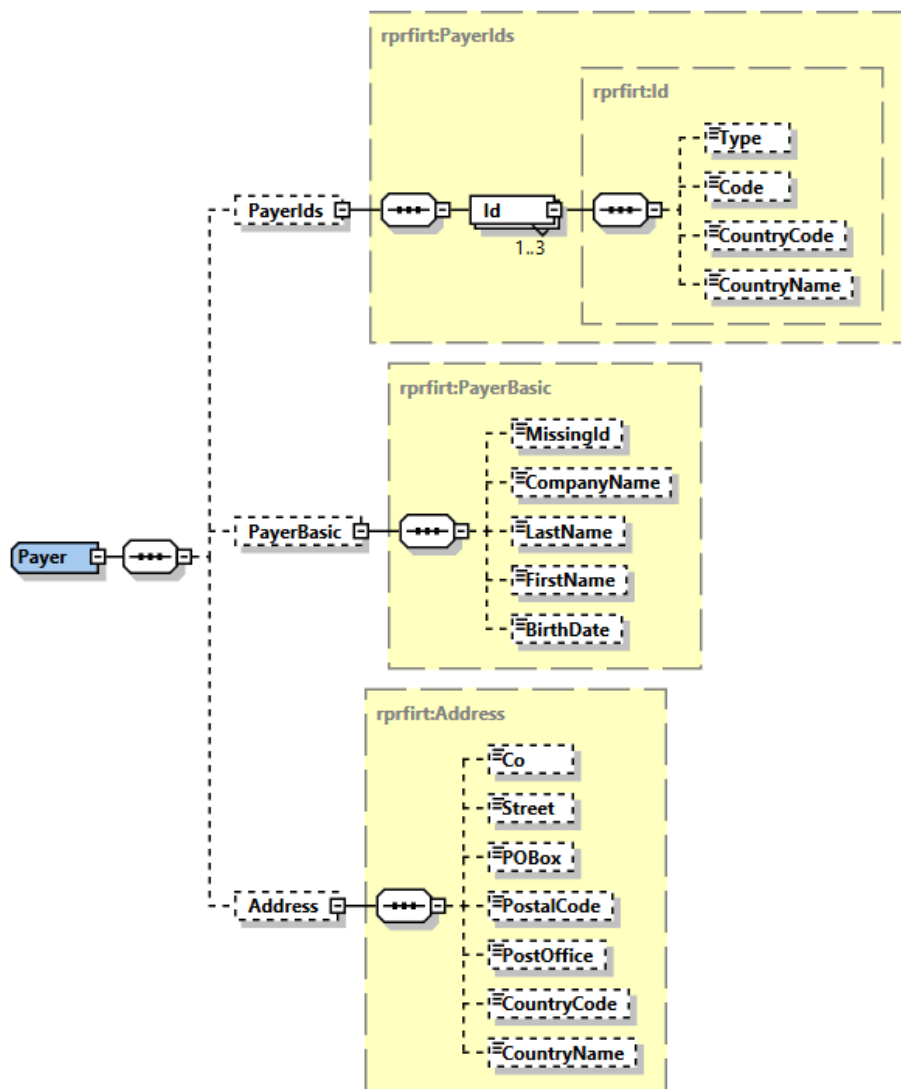 rprfirt:PayerIds
rprfirt:Id
Type
Code
PayerIds
Id
CountryCode
1..3
CountryName
rprfirt:PayerBasic
MissingId
CompanyName
PayerBasic
LastName
Payer
FirstName
BirthDate
rprfirt:Address
Co
Street
POBox
Address
PostalCode
PostOffice
CountryCode
CountryName